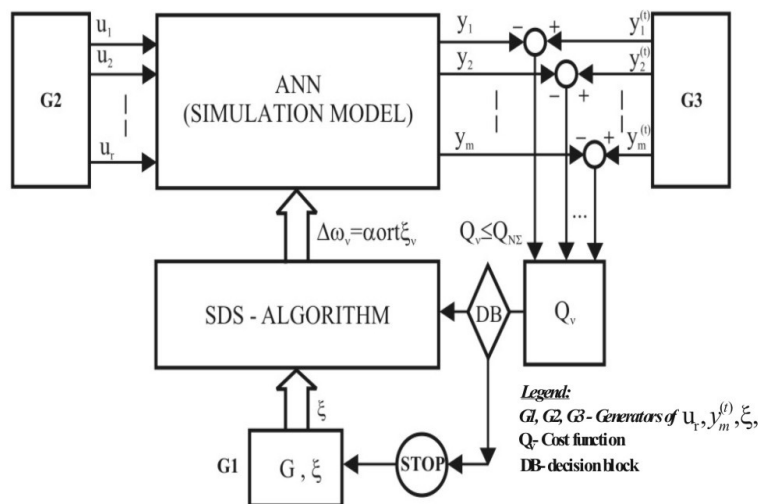 G2
u₁
u₂
uᵣ
ANN
(SIMULATION MODEL)
y₁
y₂
yₘ
− +
− +
− +
y₁⁽ᵗ⁾
y₂⁽ᵗ⁾
yₘ⁽ᵗ⁾
G3
Δωᵥ=αortξᵥ
Qᵥ≤Q_NΣ
...
SDS - ALGORITHM
DB
Qᵥ
ξ
G1
G , ξ
STOP
Legend:
G1, G2, G3 - Generators of uᵣ, yₘ⁽ᵗ⁾, ξ,
Qᵥ- Cost function
DB- decision block